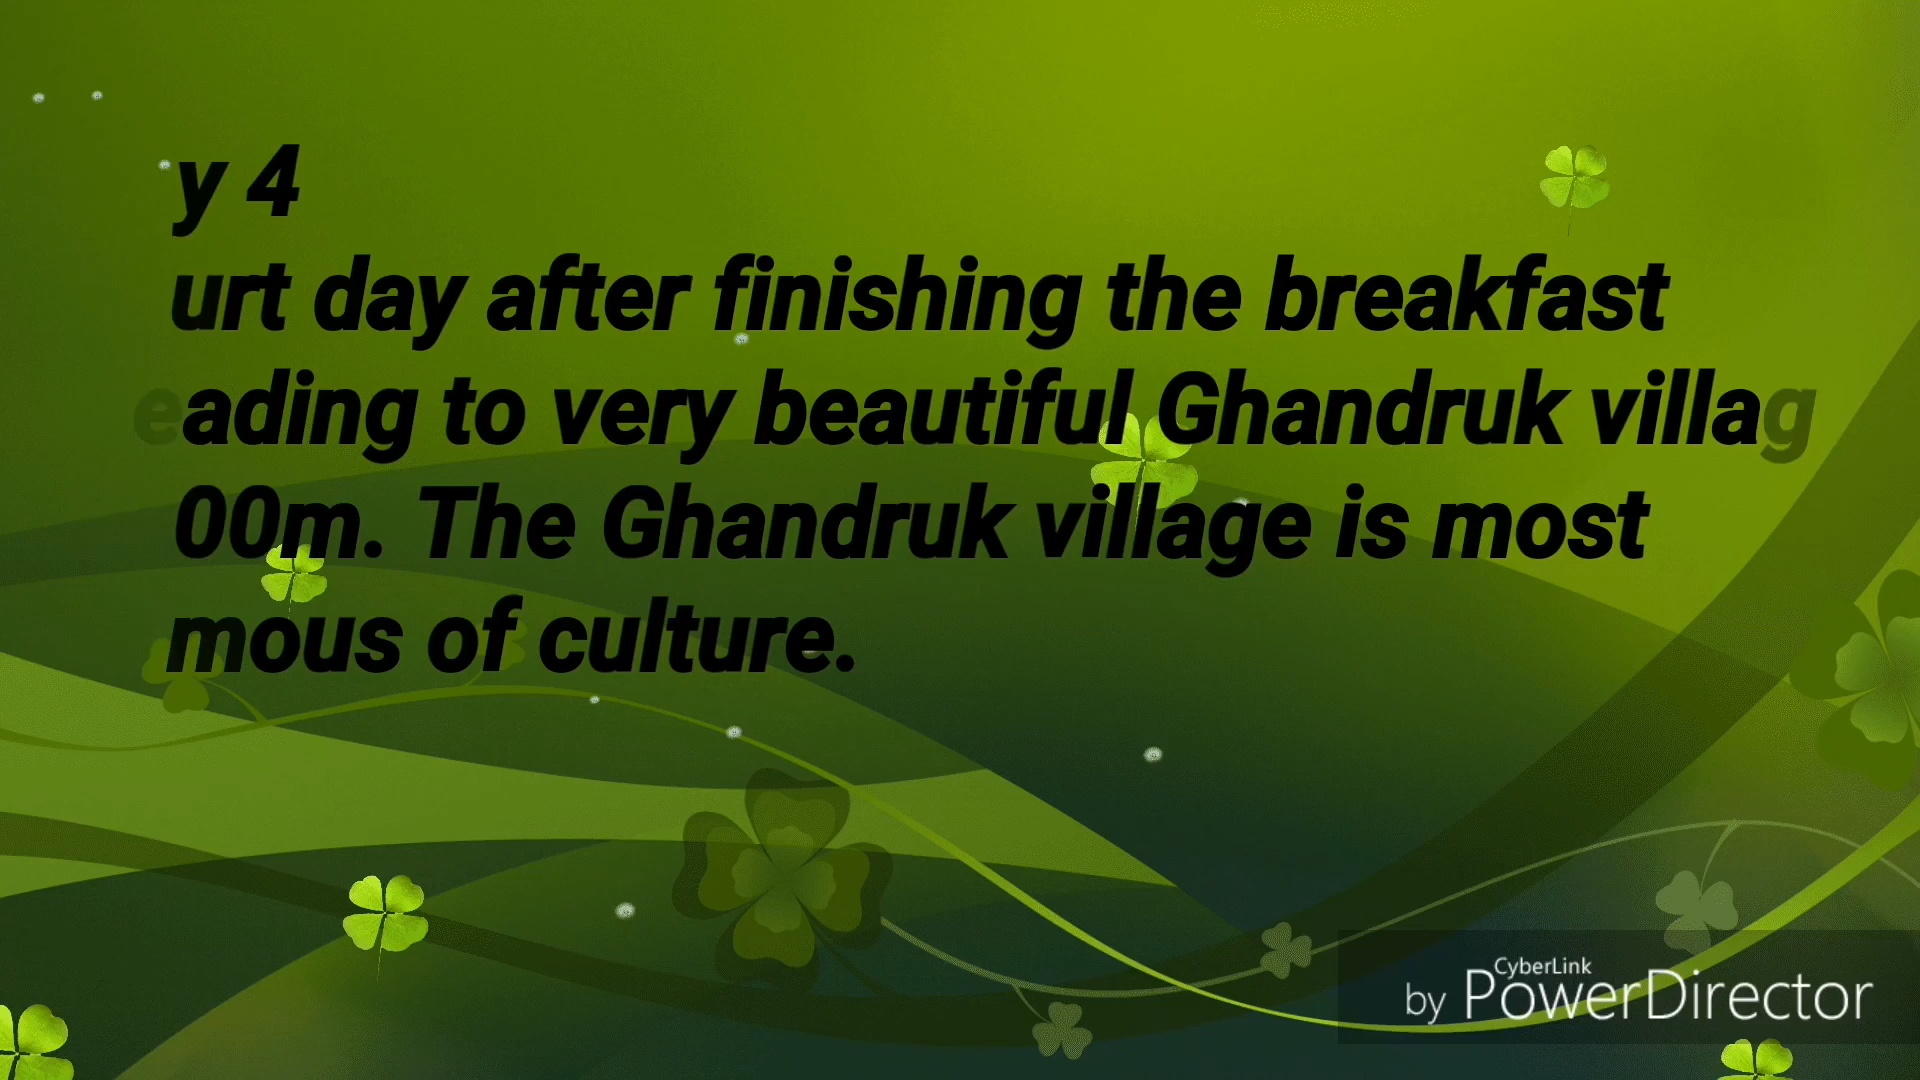 y 4
urt day after finishing the breakfast
eading to very beautiful Ghandruk villag
00m. The Ghandruk village is most
mous of culture.
by CyberLink PowerDirector